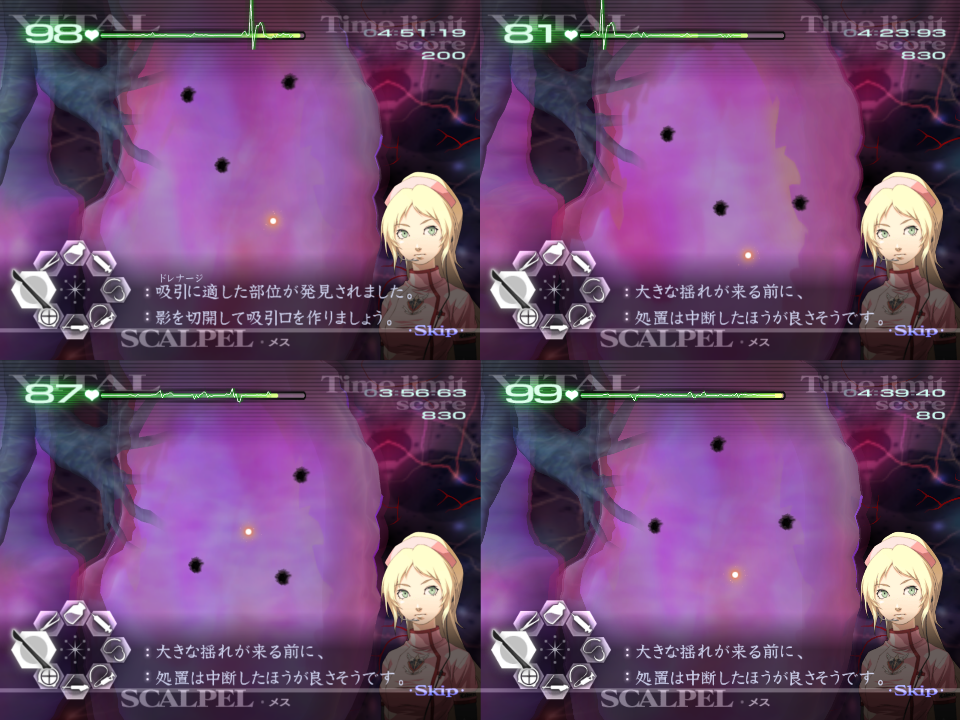 VITAL
Time limit
98
04:51:19
score
200
ドレナージ
：吸引に適した部位が発見されました。
：影を切開して吸引口を作りましょう。
Skip
SCALPEL・メス
VITAL
Time limit
81
04:23:93
score
830
：大きな揺れが来る前に、
：処置は中断したほうが良さそうです。
Skip
SCALPEL・メス
VITAL
Time limit
87
03:56:63
score
830
：大きな揺れが来る前に、
：処置は中断したほうが良さそうです。
Skip
SCALPEL・メス
VITAL
Time limit
99
04:39:40
score
80
：大きな揺れが来る前に、
：処置は中断したほうが良さそうです。
Skip
SCALPEL・メス